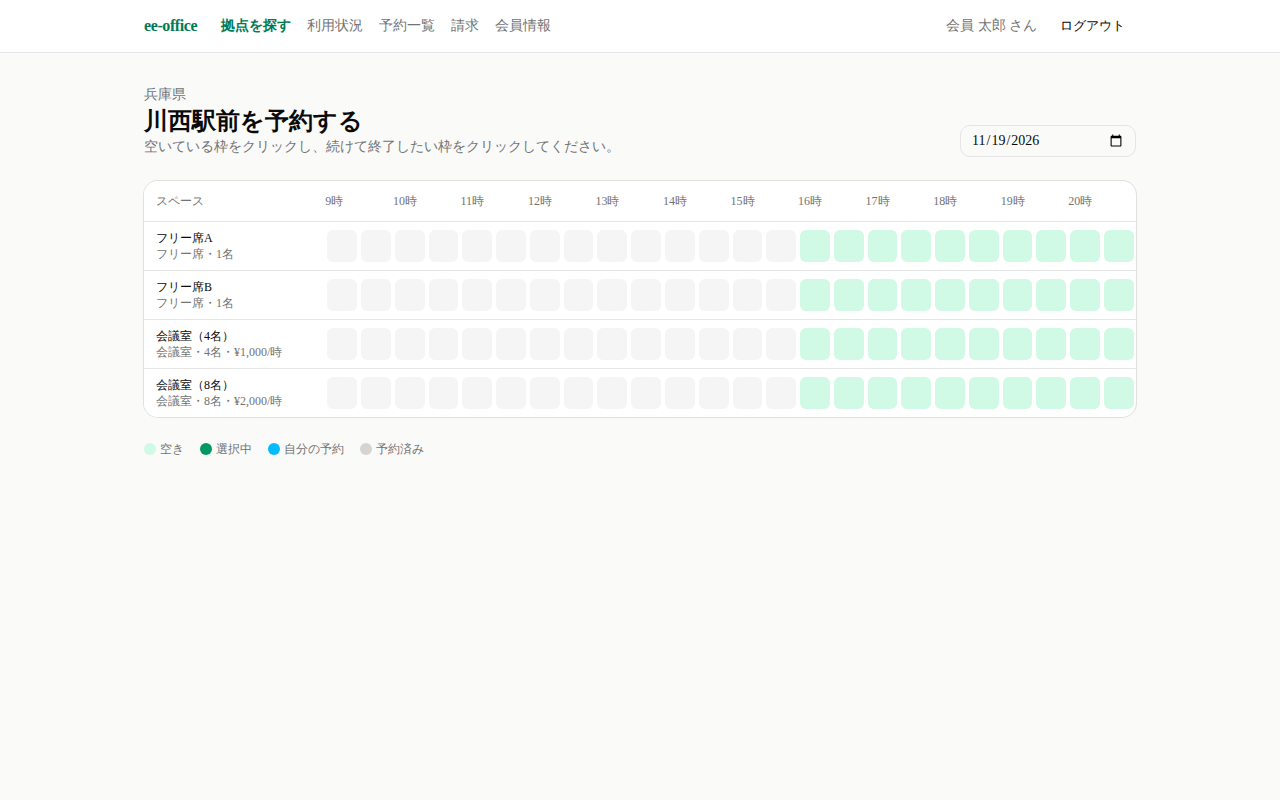 ee-office 拠点を探す 利用状況 予約一覧 請求 会員情報 会員 太郎 さん ログアウト
兵庫県
川西駅前を予約する
空いている枠をクリックし、続けて終了したい枠をクリックしてください。
11/19/2026
スペース 9時 10時 11時 12時 13時 14時 15時 16時 17時 18時 19時 20時
フリー席A
フリー席・1名
フリー席B
フリー席・1名
会議室（4名）
会議室・4名・¥1,000/時
会議室（8名）
会議室・8名・¥2,000/時
空き 選択中 自分の予約 予約済み